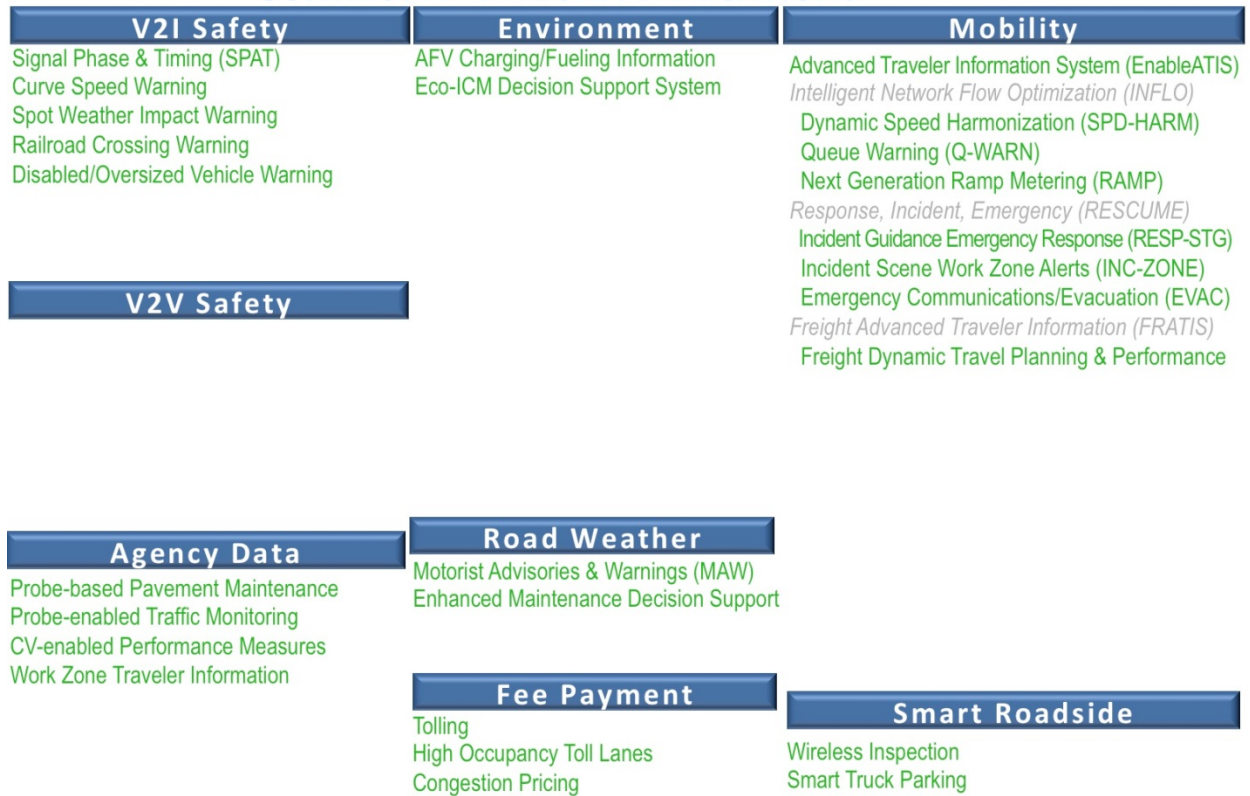 V2I Safety
Signal Phase & Timing (SPAT)
Curve Speed Warning
Spot Weather Impact Warning
Railroad Crossing Warning
Disabled/Oversized Vehicle Warning
V2V Safety
Agency Data
Probe-based Pavement Maintenance
Probe-enabled Traffic Monitoring
CV-enabled Performance Measures
Work Zone Traveler Information
Environment
AFV Charging/Fueling Information
Eco-ICM Decision Support System
Road Weather
Motorist Advisories & Warnings (MAW)
Enhanced Maintenance Decision Support
Fee Payment
Tolling
High Occupancy Toll Lanes
Congestion Pricing
Mobility
Advanced Traveler Information System (EnableATIS)
Intelligent Network Flow Optimization (INFLO)
Dynamic Speed Harmonization (SPD-HARM)
Queue Warning (Q-WARN)
Next Generation Ramp Metering (RAMP)
Response, Incident, Emergency (RESCUME)
Incident Guidance Emergency Response (RESP-STG)
Incident Scene Work Zone Alerts (INC-ZONE)
Emergency Communications/Evacuation (EVAC)
Freight Advanced Traveler Information (FRATIS)
Freight Dynamic Travel Planning & Performance
Smart Roadside
Wireless Inspection
Smart Truck Parking